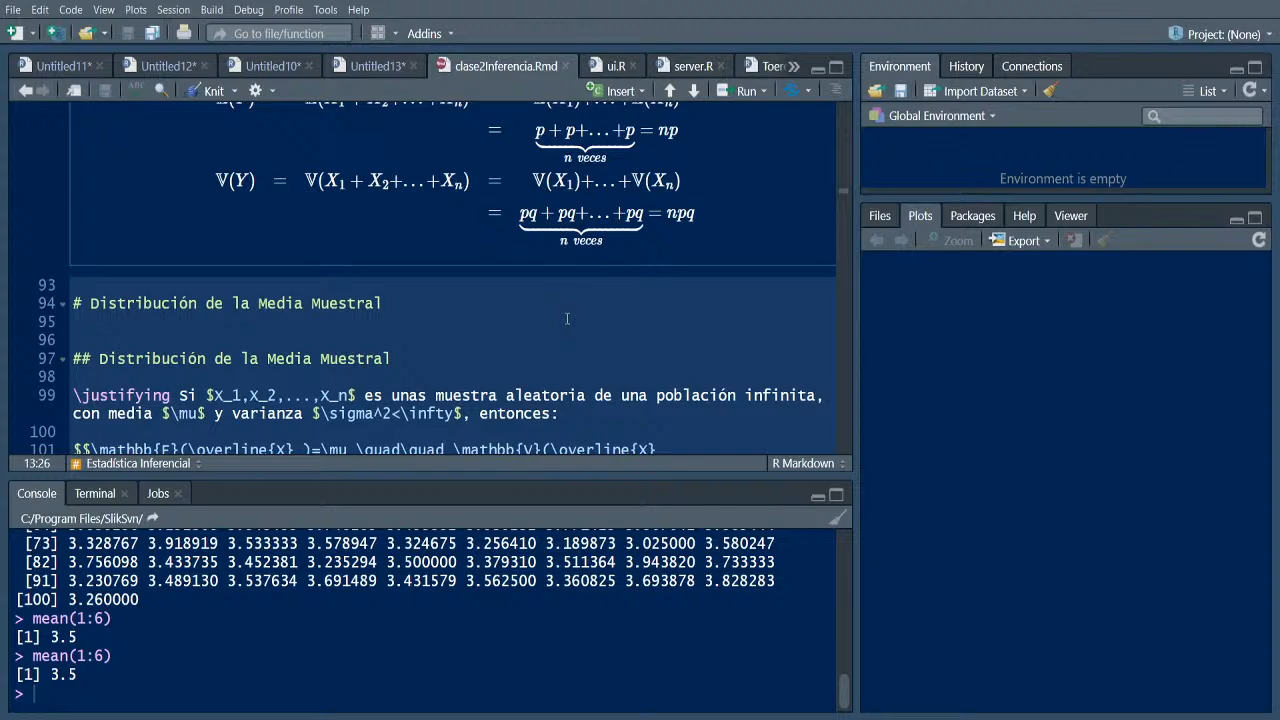 File Edit Code View Plots Session Build Debug Profile Tools Help
Go to file/function Addins Project: (None)
Untitled11* Untitled12* Untitled10* Untitled13* clase2Inferencia.Rmd ui.R server.R Toer
Knit Insert Run
= p + p+…+p = np
n veces
𝕍(Y) = 𝕍(X₁ + X₂+…+Xₙ) = 𝕍(X₁)+…+𝕍(Xₙ)
= pq + pq+…+pq = npq
n veces
93
94 # Distribución de la Media Muestral
95
96
97 ## Distribución de la Media Muestral
98
99 \justifying Si $X_1,X_2,...,X_n$ es unas muestra aleatoria de una población infinita,
con media $\mu$ y varianza $\sigma^2<\infty$, entonces:
100
101 $$\mathbb{E}(\overline{X} )=\mu \quad\quad \mathbb{V}(\overline{X}
13:26 # Estadística Inferencial R Markdown
Console Terminal Jobs
C:/Program Files/SlikSvn/
[73] 3.328767 3.918919 3.533333 3.578947 3.324675 3.256410 3.189873 3.025000 3.580247
[82] 3.756098 3.433735 3.452381 3.235294 3.500000 3.379310 3.511364 3.943820 3.733333
[91] 3.230769 3.489130 3.537634 3.691489 3.431579 3.562500 3.360825 3.693878 3.828283
[100] 3.260000
> mean(1:6)
[1] 3.5
> mean(1:6)
[1] 3.5
>
Environment History Connections
Import Dataset List
Global Environment
Environment is empty
Files Plots Packages Help Viewer
Zoom Export